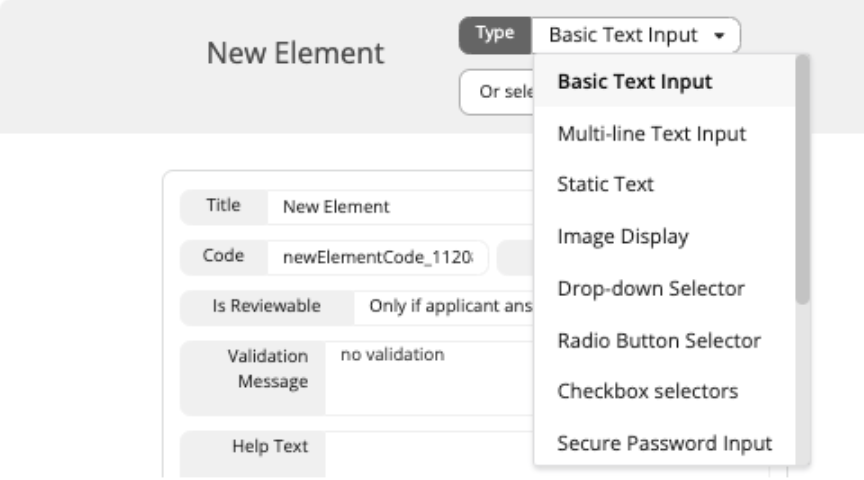 New Element
Type Basic Text Input
Or sele
Basic Text Input
Multi-line Text Input
Static Text
Image Display
Drop-down Selector
Radio Button Selector
Checkbox selectors
Secure Password Input
Title New Element
Code newElementCode_1120
Is Reviewable Only if applicant ans
Validation Message no validation
Help Text